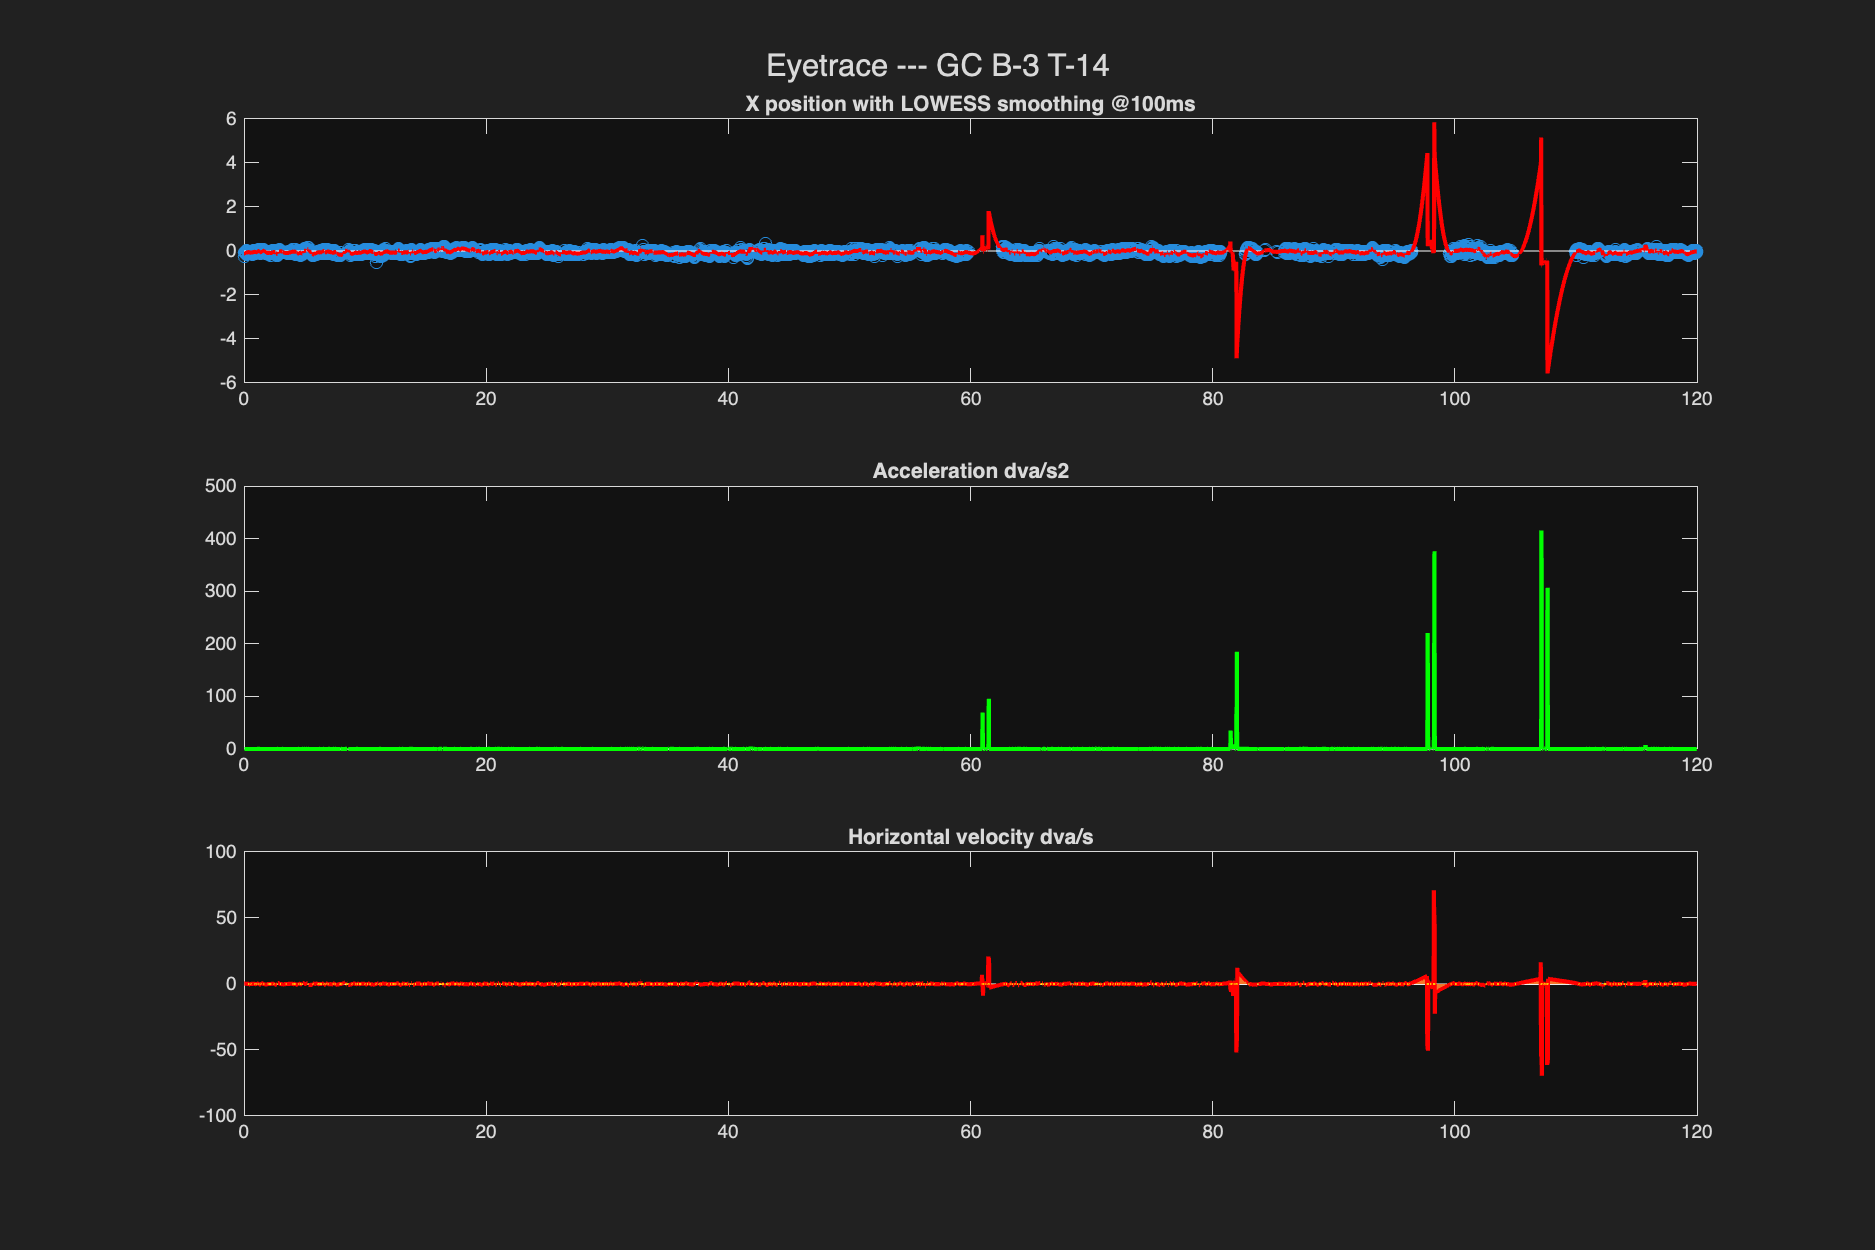 Eyetrace --- GC B-3 T-14
X position with LOWESS smoothing @100ms
6
4
2
0
-2
-4
-6
0 20 40 60 80 100 120
Acceleration dva/s2
500
400
300
200
100
0
0 20 40 60 80 100 120
Horizontal velocity dva/s
100
50
0
-50
-100
0 20 40 60 80 100 120